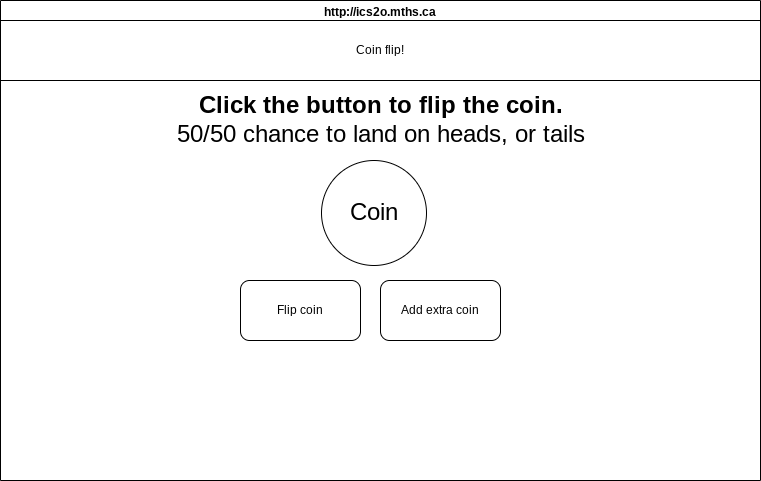 http://ics2o.mths.ca
Coin flip!
Click the button to flip the coin.
50/50 chance to land on heads, or tails
Coin
Flip coin
Add extra coin